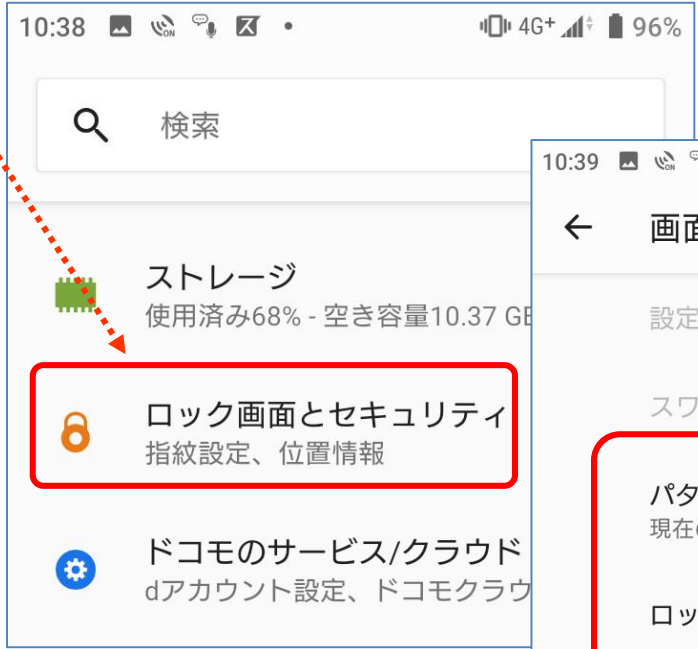 10:38 ON 4G+ 96%
検索
ストレージ
使用済み68% - 空き容量10.37 GB
ロック画面とセキュリティ
指紋設定、位置情報
ドコモのサービス/クラウド
dアカウント設定、ドコモクラウ
10:39 ON
画面
設定
スワ
パタ
現在
ロッ